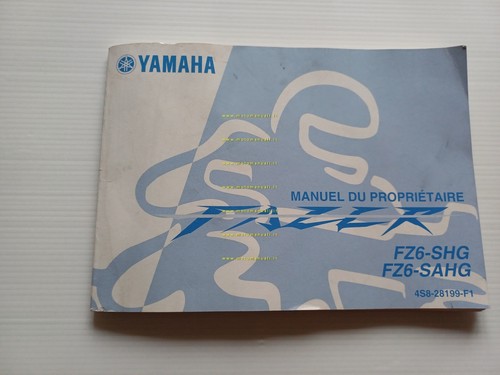 YAMAHA
MANUEL DU PROPRIÉTAIRE
FAZER
FZ6-SHG
FZ6-SAHG
4S8-28199-F1